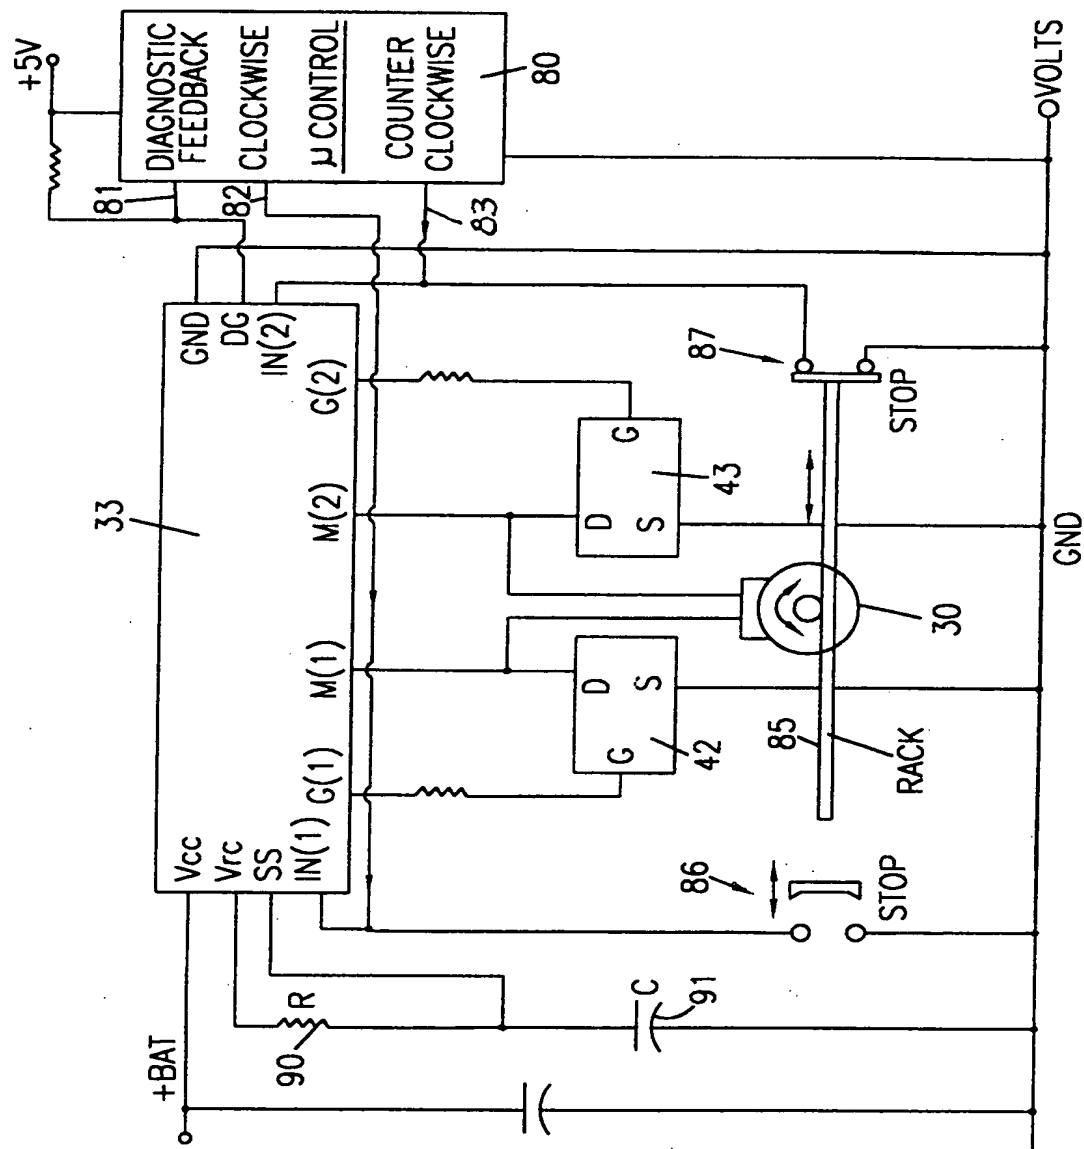 +5V
DIAGNOSTIC
FEEDBACK
CLOCKWISE
μ CONTROL
COUNTER
CLOCKWISE
80
VOLTS
81
82
83
33
GND
DG
IN(2)
G(2)
M(2)
M(1)
G(1)
Vcc
Vrc
SS
IN(1)
87
STOP
G
D
S
43
GND
30
D
S
G
42
85
RACK
86
STOP
+BAT
R
90
C
91